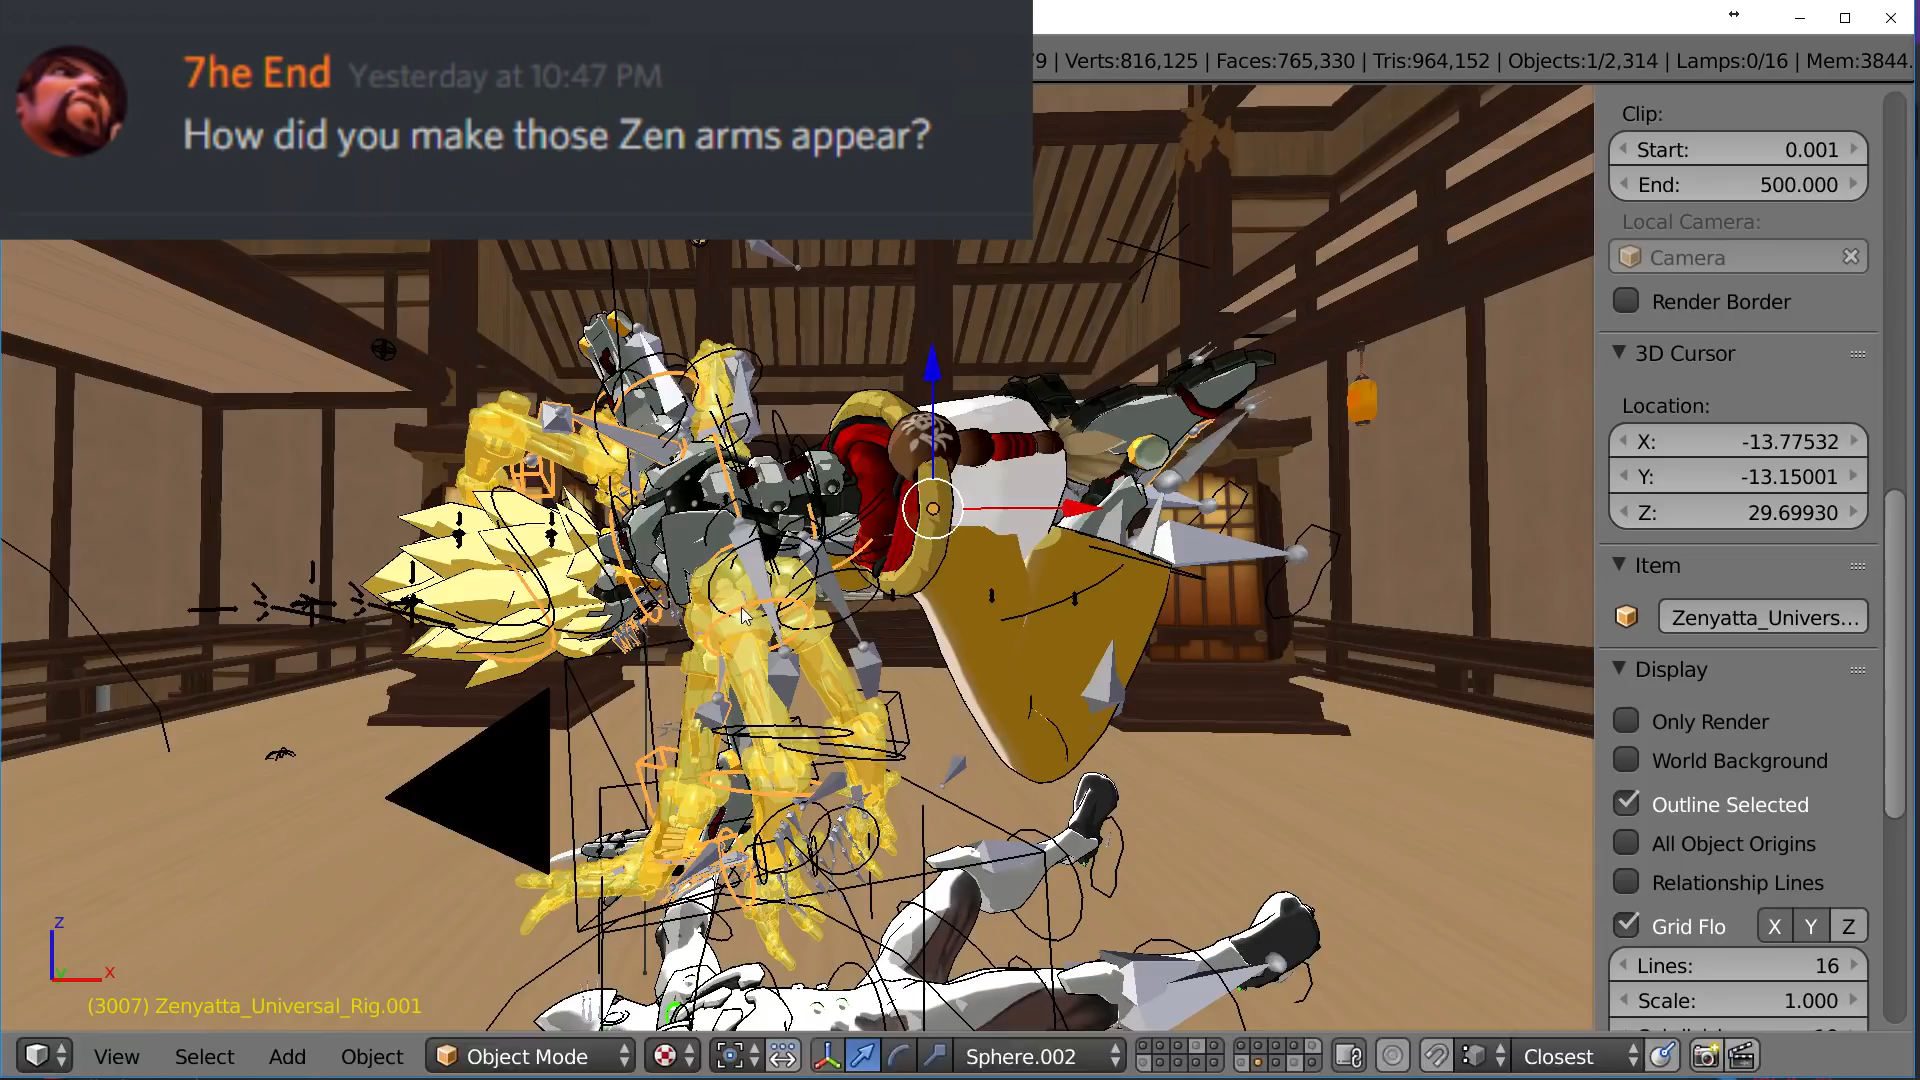 7he End Yesterday at 10:47 PM
How did you make those Zen arms appear?
9 | Verts:816,125 | Faces:765,330 | Tris:964,152 | Objects:1/2,314 | Lamps:0/16 | Mem:3844.
Clip:
Start: 0.001
End: 500.000
Local Camera:
Camera
Render Border
3D Cursor
Location:
X: -13.77532
Y: -13.15001
Z: 29.69930
Item
Zenyatta_Univers...
Display
Only Render
World Background
Outline Selected
All Object Origins
Relationship Lines
Grid Flo X Y Z
Lines: 16
Scale: 1.000
Z
Y X
(3007) Zenyatta_Universal_Rig.001
View Select Add Object Object Mode Sphere.002 Closest